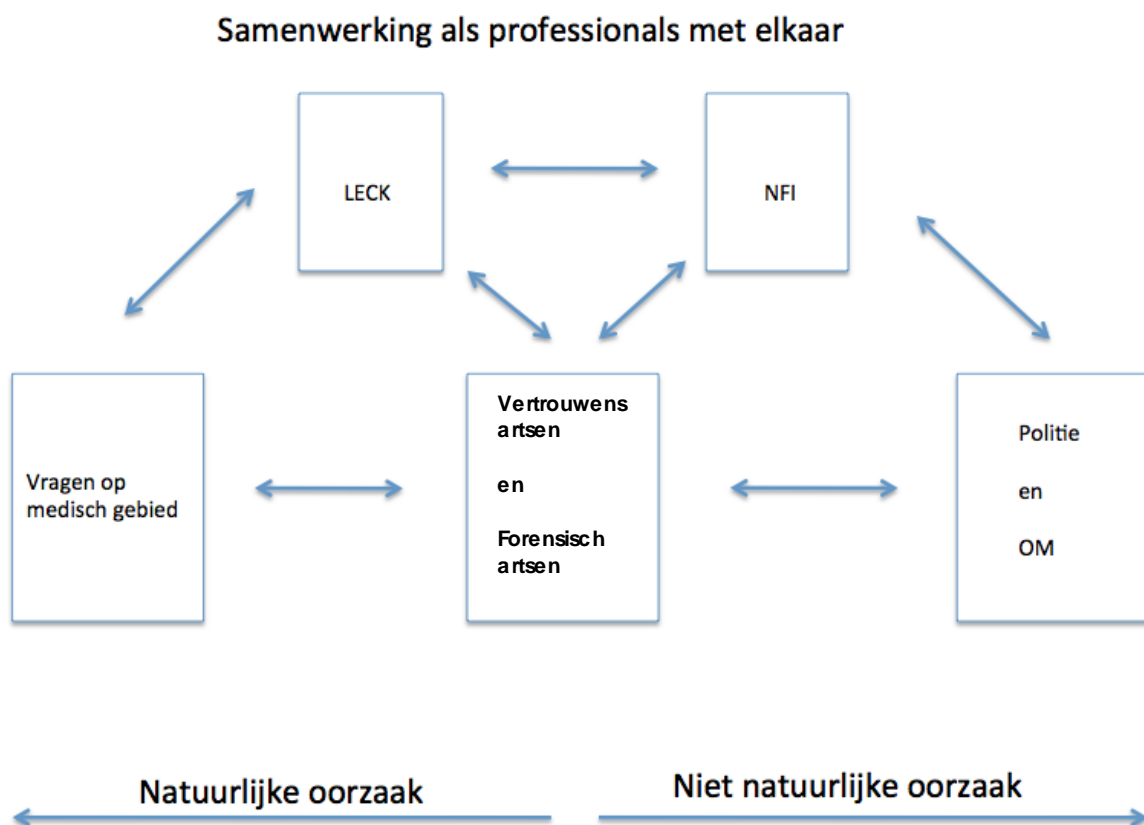 Samenwerking als professionals met elkaar
LECK
NFI
Vragen op
medisch gebied
Vertrouwens
artsen
en
Forensisch
artsen
Politie
en
OM
Natuurlijke oorzaak
Niet natuurlijke oorzaak